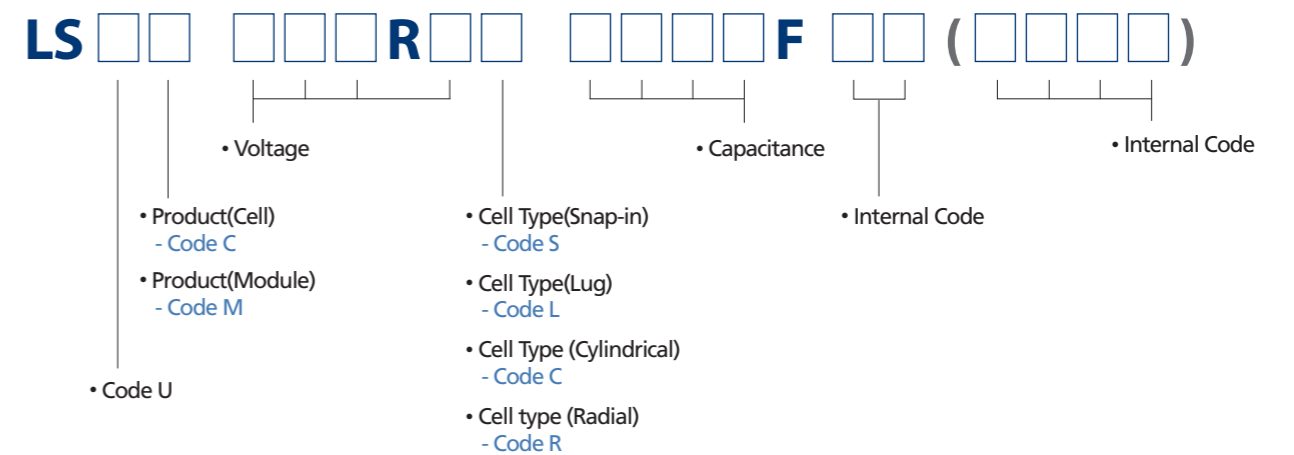 LS□□ □□□R□□ □□□□F □□ (□□□□)
• Voltage
• Capacitance
• Internal Code
• Product(Cell)
- Code C
• Product(Module)
- Code M
• Cell Type(Snap-in)
- Code S
• Cell Type(Lug)
- Code L
• Cell Type (Cylindrical)
- Code C
• Cell type (Radial)
- Code R
• Internal Code
• Code U